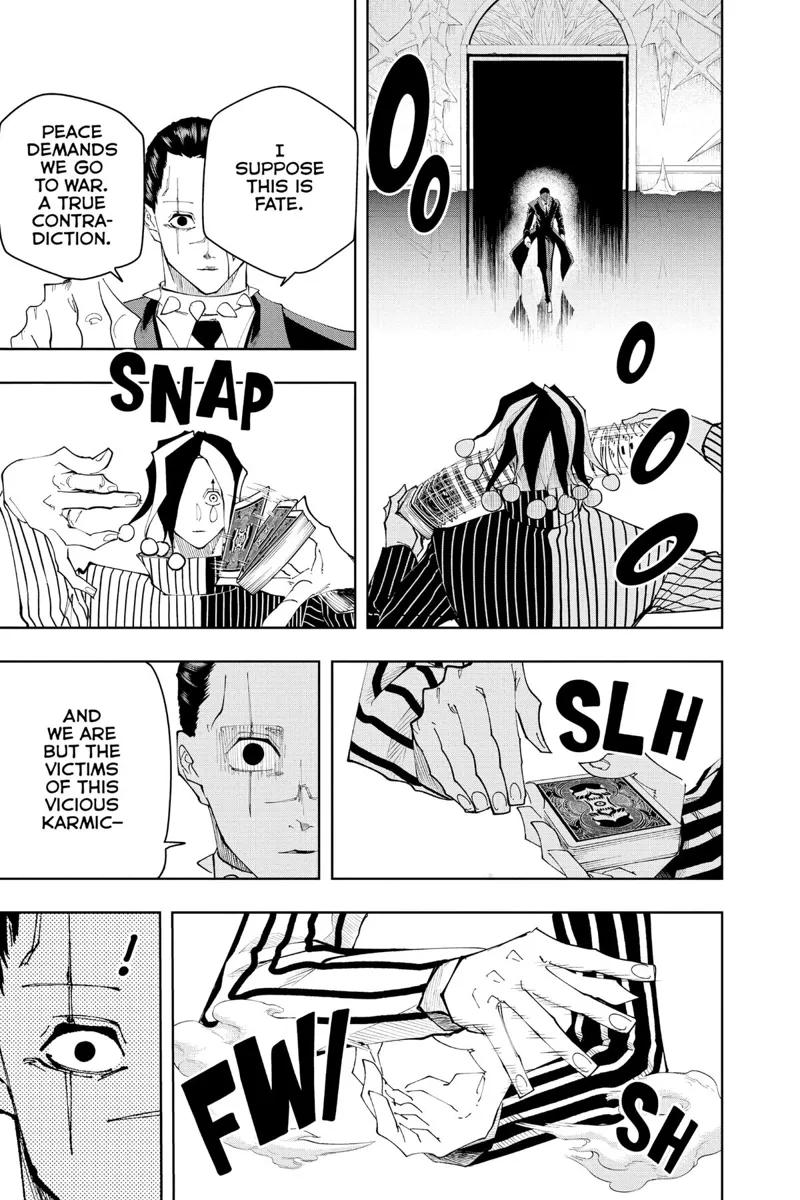 OO
O
O
O
I
SUPPOSE
THIS IS
FATE.
PEACE
DEMANDS
WE GO
TO WAR.
A TRUE
CONTRA-
DICTION.
SNAP
SLH
AND
WE ARE
BUT THE
VICTIMS
OF THIS
VICIOUS
KARMIC–
FWI
SH
!